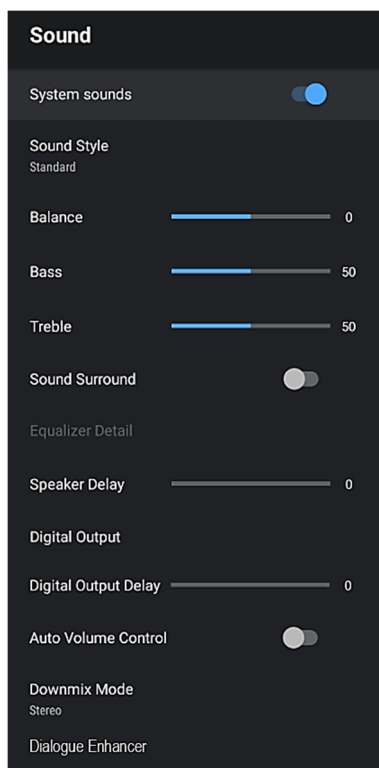 Sound
System sounds
Sound Style
Standard
Balance 0
Bass 50
Treble 50
Sound Surround
Equalizer Detail
Speaker Delay 0
Digital Output
Digital Output Delay 0
Auto Volume Control
Downmix Mode
Stereo
Dialogue Enhancer